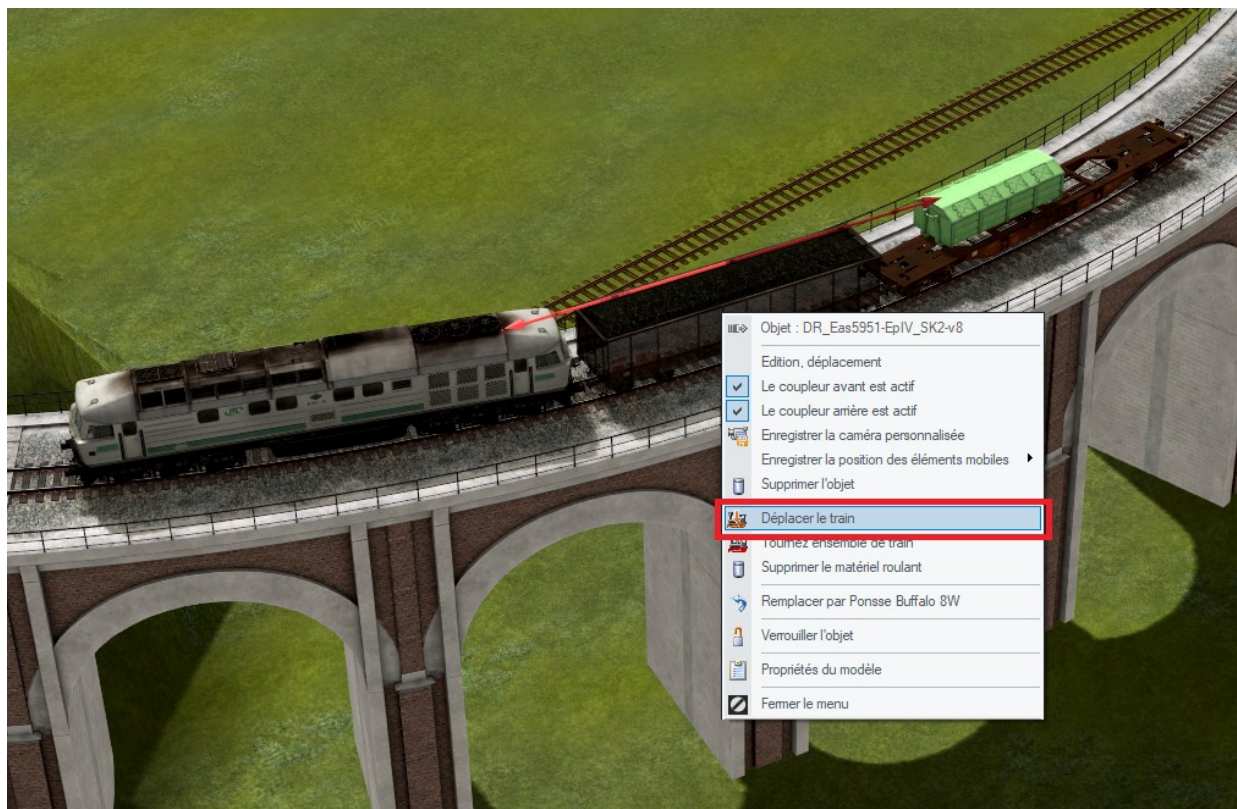 Objet : DR_Eas5951-EpIV_SK2-v8
Edition, déplacement
Le coupleur avant est actif
Le coupleur arrière est actif
Enregistrer la caméra personnalisée
Enregistrer la position des éléments mobiles
Supprimer l'objet
Déplacer le train
Tournez ensemble de train
Supprimer le matériel roulant
Remplacer par Ponsse Buffalo 8W
Verrouiller l'objet
Propriétés du modèle
Fermer le menu